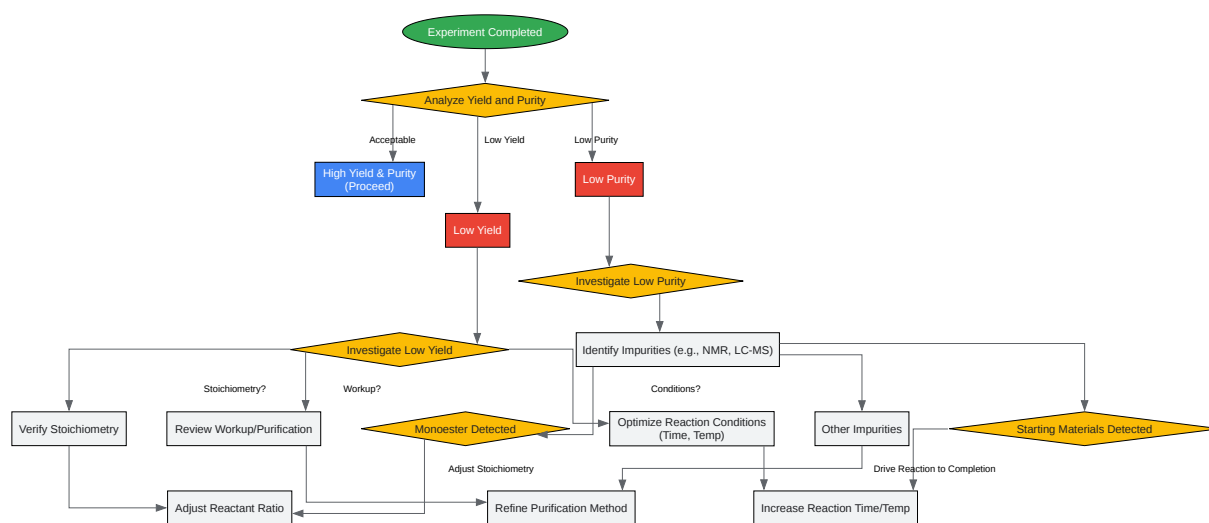 Experiment Completed
Analyze Yield and Purity
Acceptable
Low Yield
Low Purity
High Yield & Purity
(Proceed)
Low Purity
Low Yield
Investigate Low Purity
Investigate Low Yield
Identify Impurities (e.g., NMR, LC-MS)
Stoichiometry?
Workup?
Conditions?
Verify Stoichiometry
Review Workup/Purification
Monoester Detected
Optimize Reaction Conditions
(Time, Temp)
Other Impurities
Starting Materials Detected
Adjust Stoichiometry
Drive Reaction to Completion
Adjust Reactant Ratio
Refine Purification Method
Increase Reaction Time/Temp